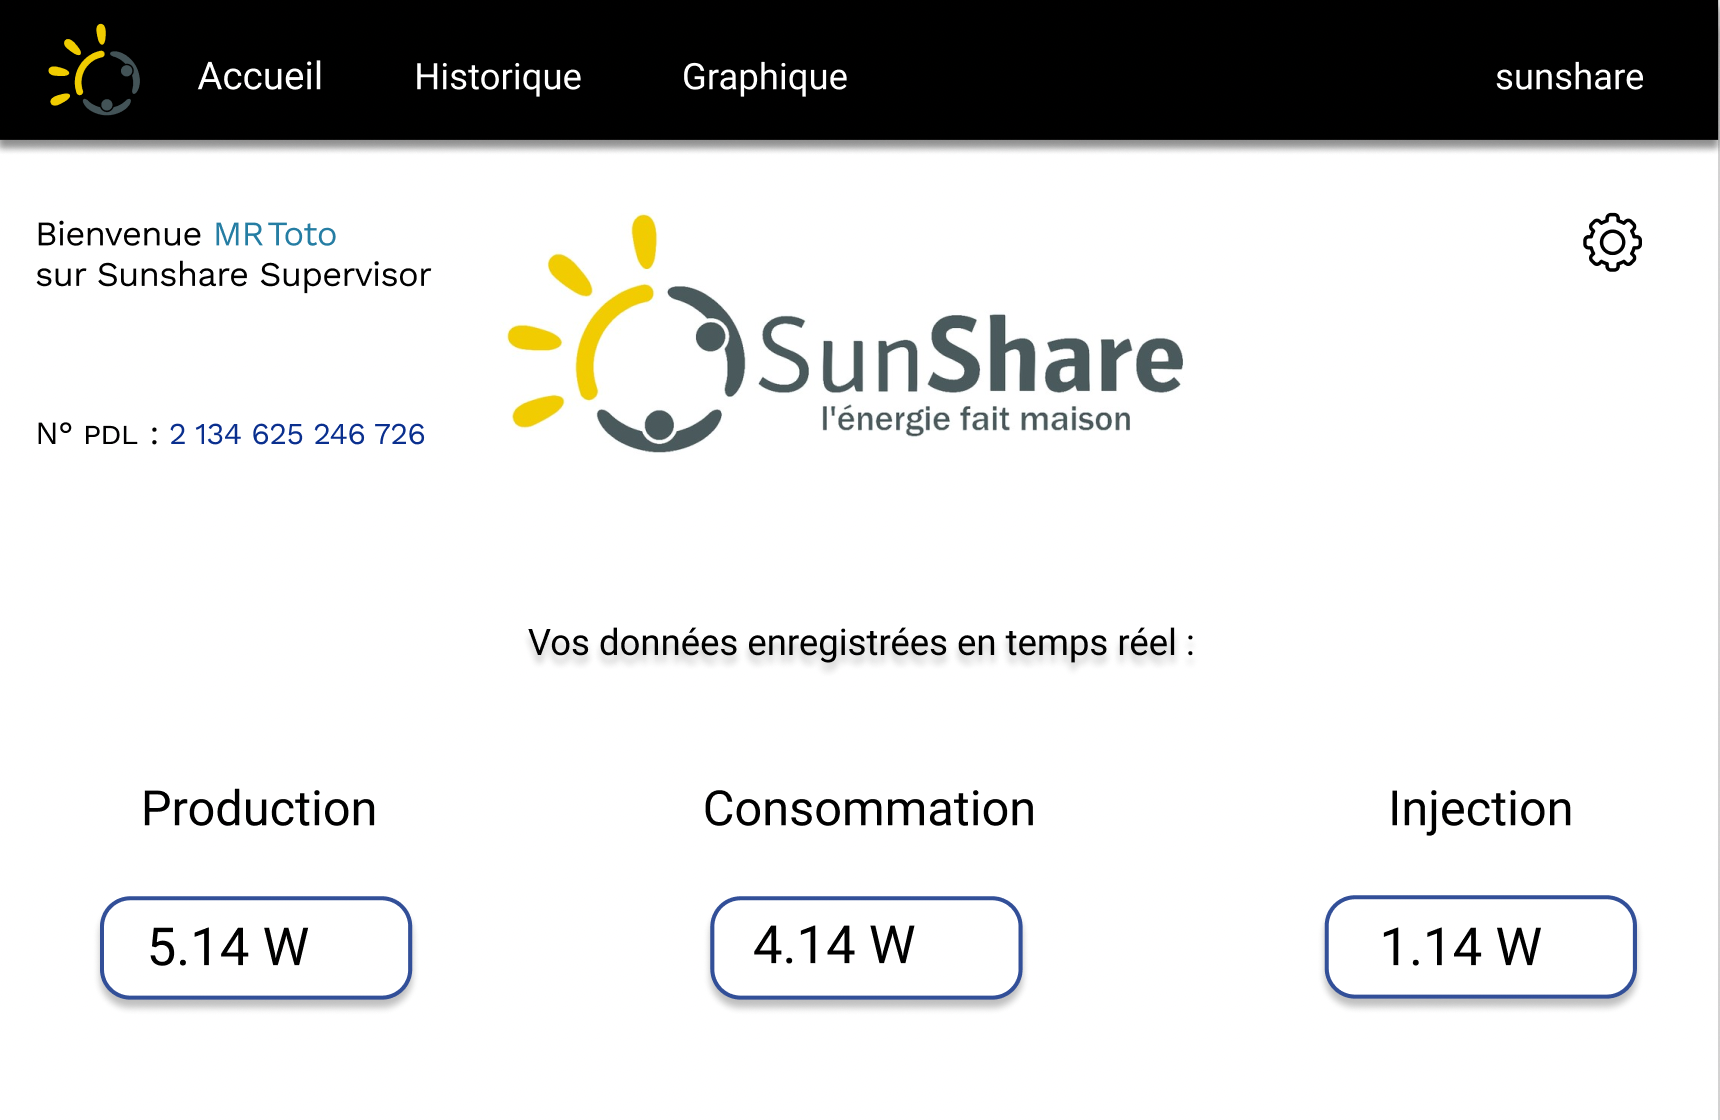 Accueil
Historique
Graphique
sunshare
Bienvenue MR Toto
sur Sunshare Supervisor
SunShare
l'énergie fait maison
N° PDL : 2 134 625 246 726
Vos données enregistrées en temps réel :
Production
Consommation
Injection
5.14 W
4.14 W
1.14 W